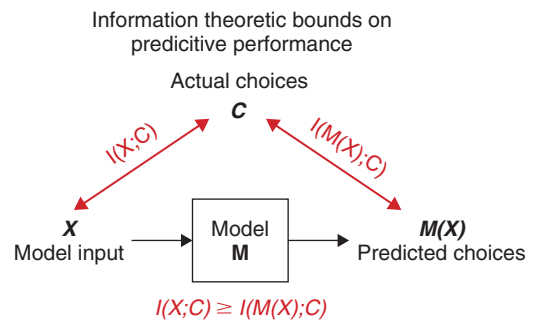 Information theoretic bounds on
predicitive performance
Actual choices
C
I(X;C)
I(M(X);C)
X
Model input
Model
M
M(X)
Predicted choices
I(X;C) ≥ I(M(X);C)